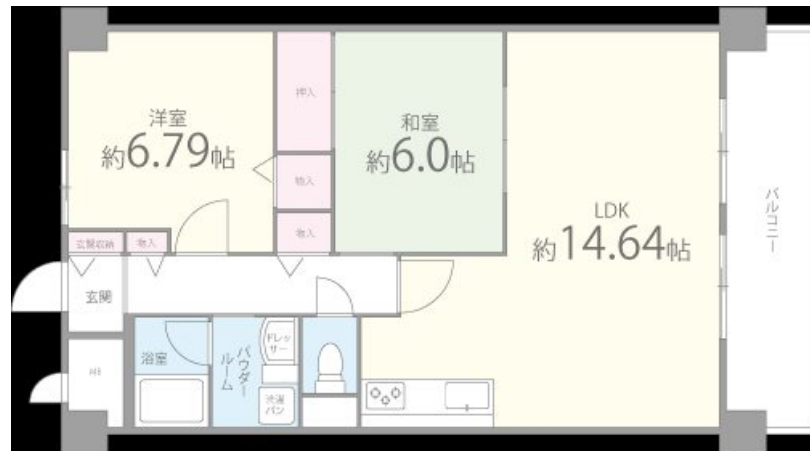 洋室
約6.79帖
押入
物入
物入
和室
約6.0帖
LDK
約14.64帖
バルコニー
玄関収納
物入
玄関
MB
浴室
パウダー
ルーム
ドレッ
サー
洗濯
パン